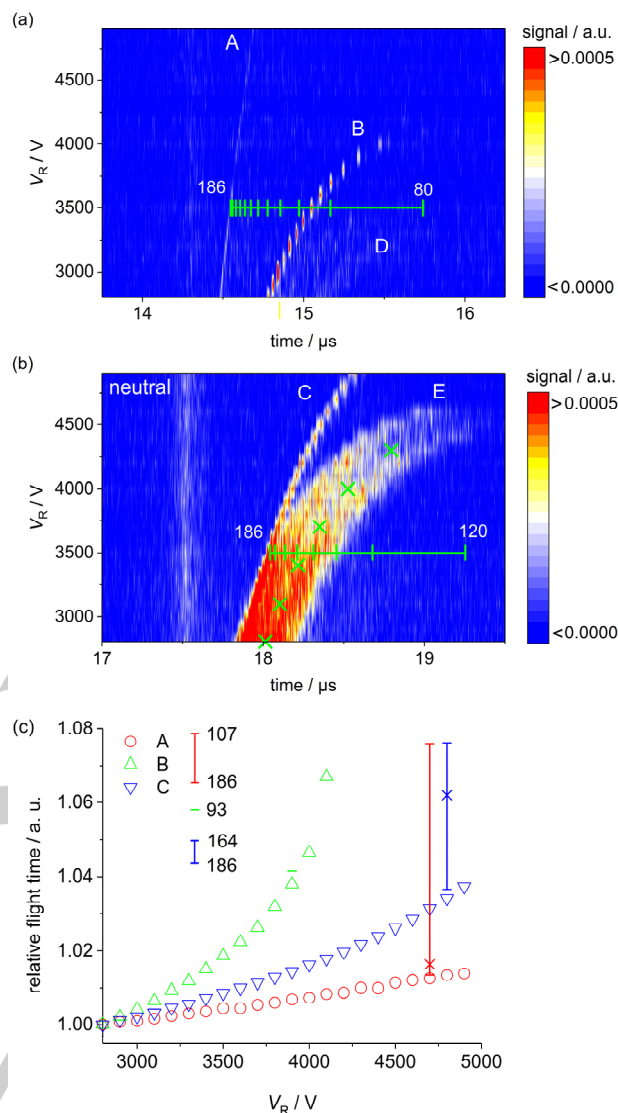 (a)
signal / a.u.
A
B
D
186
80
>0.0005
<0.0000
4500
4000
3500
3000
V_R / V
14
15
16
time / µs
(b)
signal / a.u.
neutral
C
E
186
120
>0.0005
<0.0000
4500
4000
3500
3000
V_R / V
17
18
19
time / µs
(c)
A
B
C
107
186
93
164
186
1.08
1.06
1.04
1.02
1.00
relative flight time / a. u.
3000
3500
4000
4500
5000
V_R / V